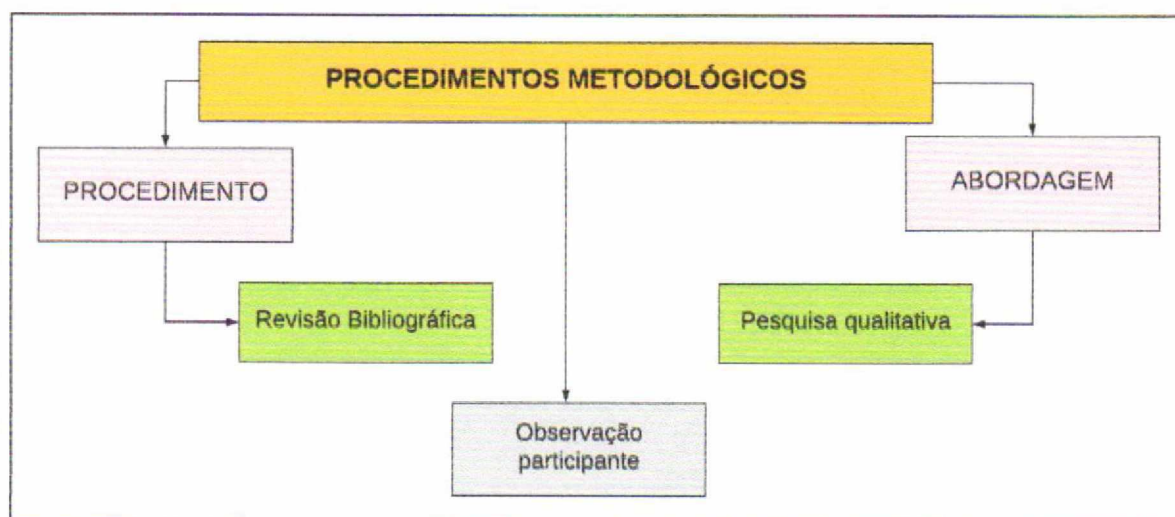 PROCEDIMENTOS METODOLÓGICOS
PROCEDIMENTO
ABORDAGEM
Revisão Bibliográfica
Pesquisa qualitativa
Observação
participante